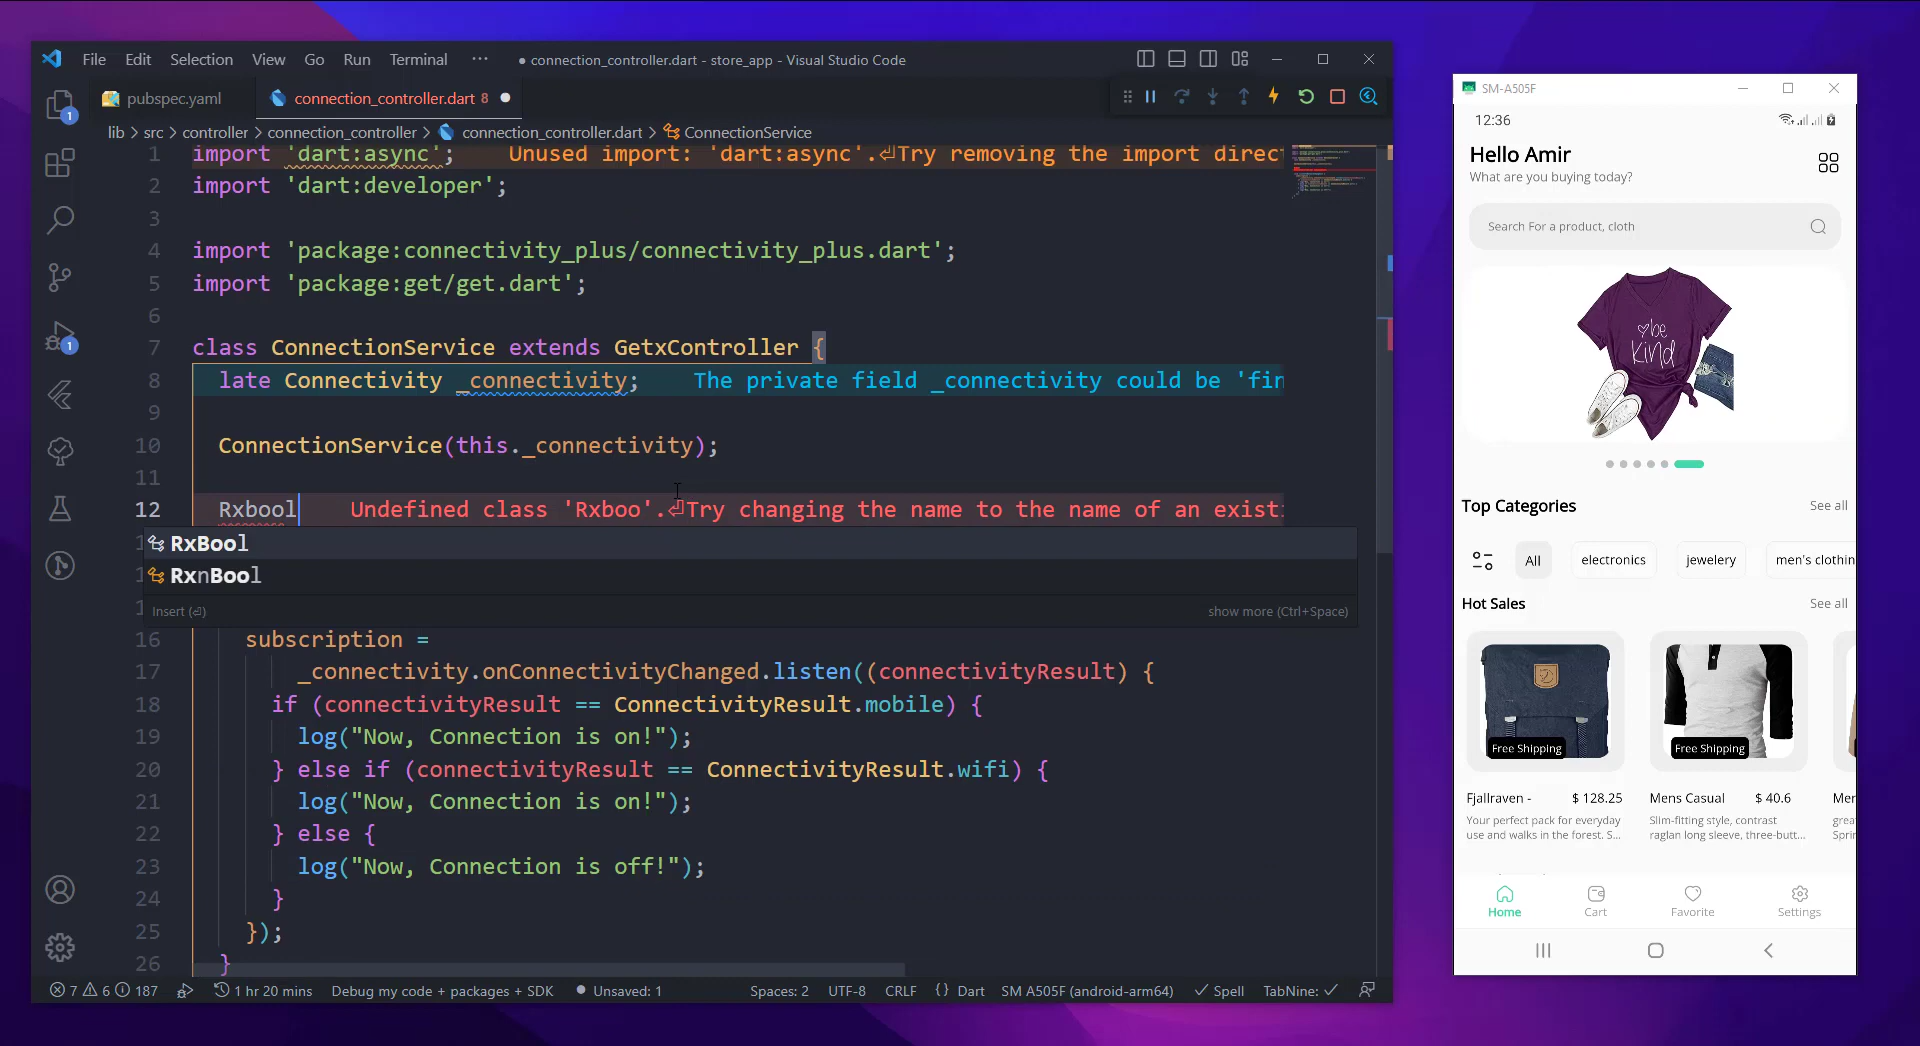 File Edit Selection View Go Run Terminal ··· ● connection_controller.dart - store_app - Visual Studio Code
pubspec.yaml connection_controller.dart 8 ●
lib > src > controller > connection_controller > connection_controller.dart > ConnectionService
1 import 'dart:async'; Unused import: 'dart:async'.⏎Try removing the import direc
2 import 'dart:developer';
3
4 import 'package:connectivity_plus/connectivity_plus.dart';
5 import 'package:get/get.dart';
6
7 class ConnectionService extends GetxController {
8 late Connectivity _connectivity; The private field _connectivity could be 'fin
9
10 ConnectionService(this._connectivity);
11
12 Rxbool Undefined class 'Rxboo'.⏎Try changing the name to the name of an exist
RxBool
RxnBool
Insert (⏎) show more (Ctrl+Space)
16 subscription =
17 _connectivity.onConnectivityChanged.listen((connectivityResult) {
18 if (connectivityResult == ConnectivityResult.mobile) {
19 log("Now, Connection is on!");
20 } else if (connectivityResult == ConnectivityResult.wifi) {
21 log("Now, Connection is on!");
22 } else {
23 log("Now, Connection is off!");
24 }
25 });
26 }
1
1
7 6 187 1 hr 20 mins Debug my code + packages + SDK ● Unsaved: 1 Spaces: 2 UTF-8 CRLF {} Dart SM A505F (android-arm64) ✓ Spell TabNine: ✓
SM-A505F
12:36
Hello Amir
What are you buying today?
Search For a product, cloth
be
kind
Top Categories See all
All electronics jewelery men's clothin
Hot Sales See all
Free Shipping Free Shipping
Fjallraven - $ 128.25 Mens Casual $ 40.6 Mer
Your perfect pack for everyday Slim-fitting style, contrast grea
use and walks in the forest. S... raglan long sleeve, three-butt... Sprin
Home Cart Favorite Settings